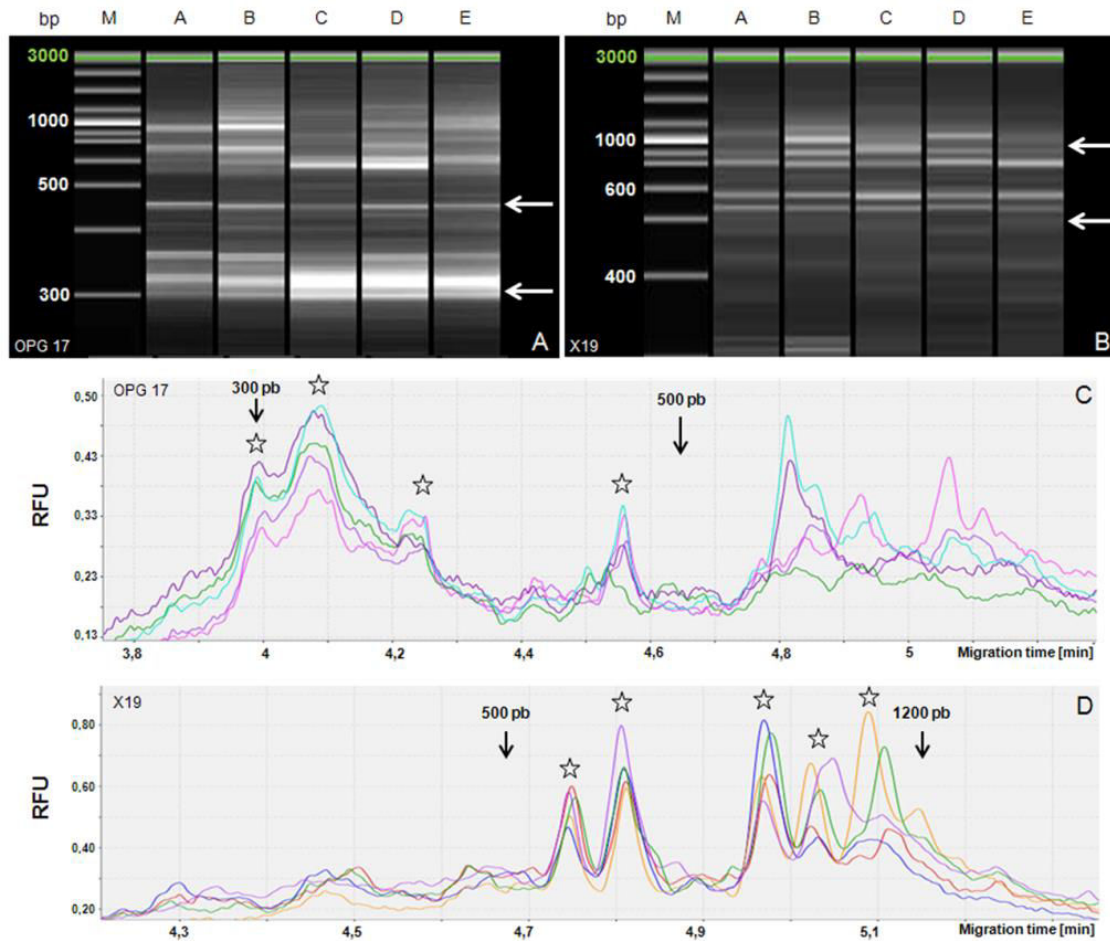 bp M A B C D E bp M A B C D E
3000 3000
1000 1000
500 600
400
300
OPG 17 A X19 B
OPG 17 300 pb 500 pb C
0,50
0,43
0,33
0,23
0,13
RFU
3,8 4 4,2 4,4 4,6 4,8 5 Migration time [min]
X19 500 pb 1200 pb D
0,80
0,60
0,40
0,20
RFU
4,3 4,5 4,7 4,9 5,1 Migration time [min]